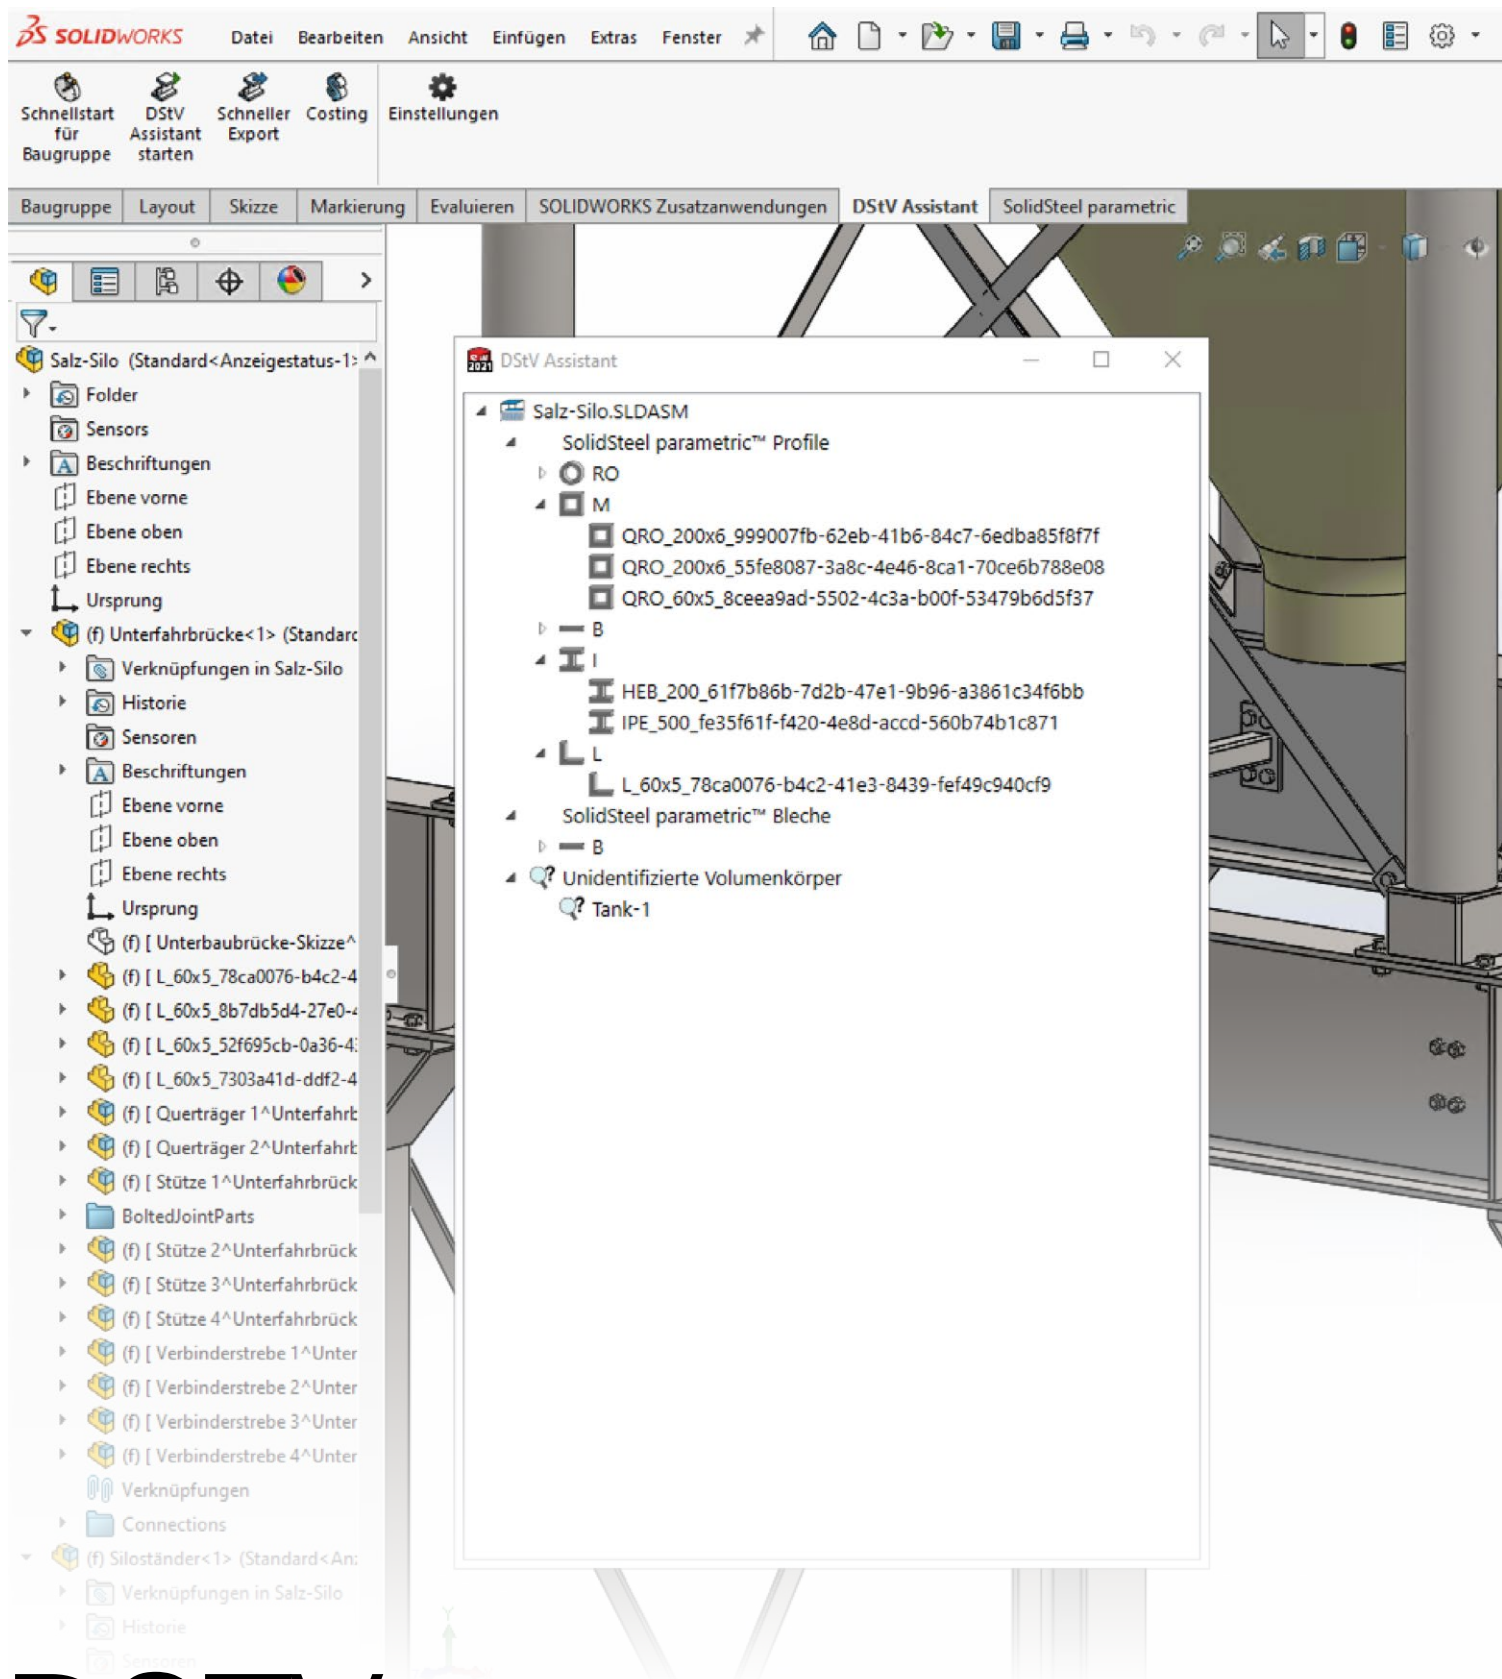 SOLIDWORKS Datei Bearbeiten Ansicht Einfügen Extras Fenster
Schnellstart für Baugruppe
DStV Assistant starten
Schneller Export
Costing
Einstellungen
Baugruppe Layout Skizze Markierung Evaluieren SOLIDWORKS Zusatzanwendungen DStV Assistant SolidSteel parametric
Salz-Silo (Standard<Anzeigestatus-1>
Folder
Sensors
Beschriftungen
Ebene vorne
Ebene oben
Ebene rechts
Ursprung
(f) Unterfahrbrücke<1> (Standard
Verknüpfungen in Salz-Silo
Historie
Sensoren
Beschriftungen
Ebene vorne
Ebene oben
Ebene rechts
Ursprung
(f) [ Unterbaubrücke-Skizze^
(f) [ L_60x5_78ca0076-b4c2-4
(f) [ L_60x5_8b7db5d4-27e0-4
(f) [ L_60x5_52f695cb-0a36-4
(f) [ L_60x5_7303a41d-ddf2-4
(f) [ Querträger 1^Unterfahrb
(f) [ Querträger 2^Unterfahrb
(f) [ Stütze 1^Unterfahrbrück
BoltedJointParts
(f) [ Stütze 2^Unterfahrbrück
(f) [ Stütze 3^Unterfahrbrück
(f) [ Stütze 4^Unterfahrbrück
(f) [ Verbinderstrebe 1^Unter
(f) [ Verbinderstrebe 2^Unter
(f) [ Verbinderstrebe 3^Unter
(f) [ Verbinderstrebe 4^Unter
Verknüpfungen
Connections
(f) Siloständer<1> (Standard<An
Verknüpfungen in Salz-Silo
Historie
Sensoren
DStV Assistant
Salz-Silo.SLDASM
SolidSteel parametric™ Profile
RO
M
QRO_200x6_999007fb-62eb-41b6-84c7-6edba85f8f7f
QRO_200x6_55fe8087-3a8c-4e46-8ca1-70ce6b788e08
QRO_60x5_8ceea9ad-5502-4c3a-b00f-53479b6d5f37
B
I
HEB_200_61f7b86b-7d2b-47e1-9b96-a3861c34f6bb
IPE_500_fe35f61f-f420-4e8d-accd-560b74b1c871
L
L_60x5_78ca0076-b4c2-41e3-8439-fef49c940cf9
SolidSteel parametric™ Bleche
B
Unidentifizierte Volumenkörper
Tank-1